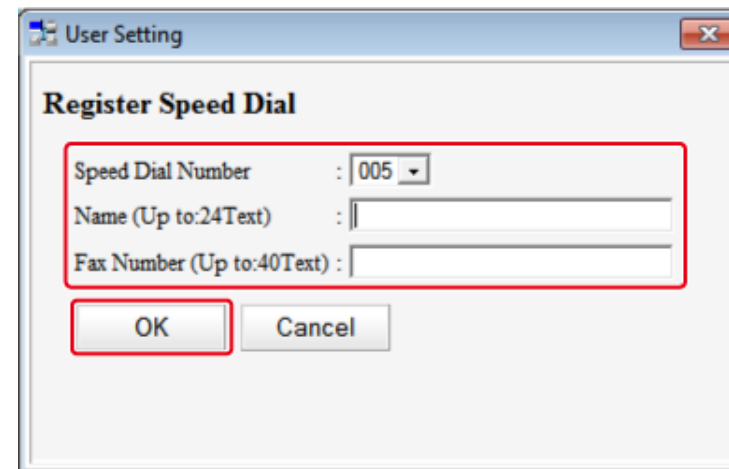 User Setting
Register Speed Dial
Speed Dial Number : 005
Name (Up to:24Text) :
Fax Number (Up to:40Text) :
OK Cancel